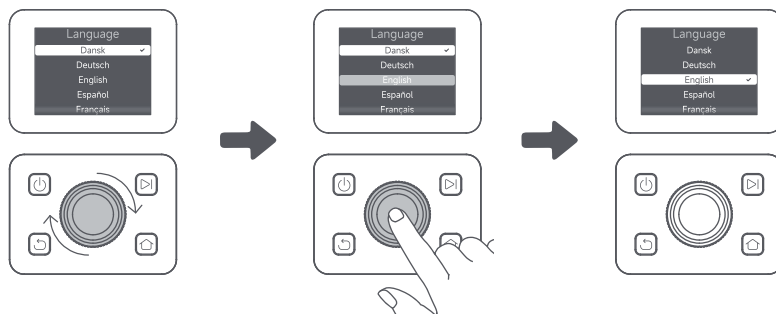 Language
Dansk
Deutsch
English
Español
Français
Language
Dansk
Deutsch
English
Español
Français
Language
Dansk
Deutsch
English
Español
Français